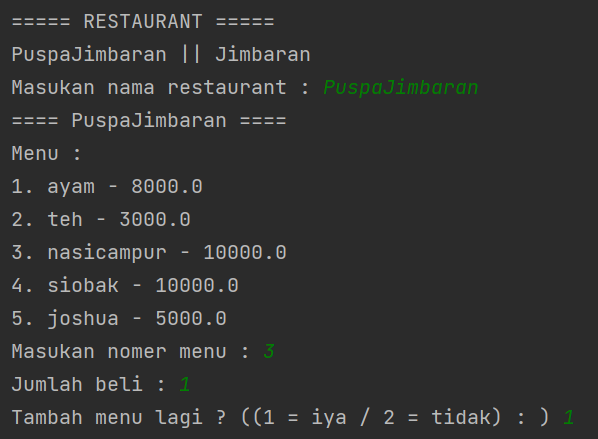 ===== RESTAURANT =====
PuspaJimbaran || Jimbaran
Masukan nama restaurant : PuspaJimbaran
==== PuspaJimbaran ====
Menu :
1. ayam - 8000.0
2. teh - 3000.0
3. nasicampur - 10000.0
4. siobak - 10000.0
5. joshua - 5000.0
Masukan nomer menu : 3
Jumlah beli : 1
Tambah menu lagi ? ((1 = iya / 2 = tidak) : ) 1